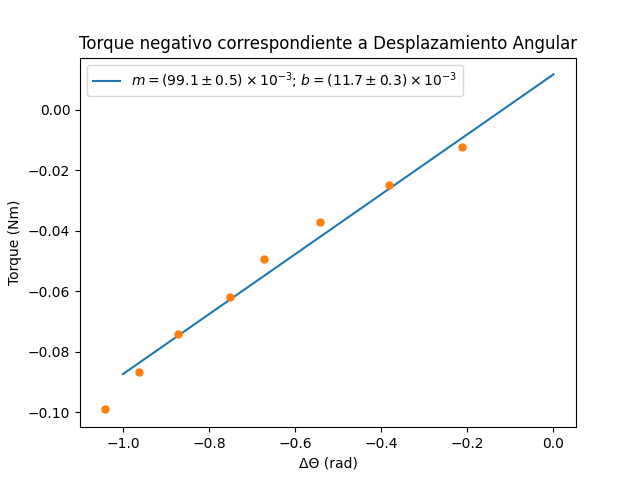 Torque negativo correspondiente a Desplazamiento Angular
m = (99.1 ± 0.5) × 10⁻³; b = (11.7 ± 0.3) × 10⁻³
0.00
−0.02
−0.04
−0.06
−0.08
−0.10
Torque (Nm)
−1.0 −0.8 −0.6 −0.4 −0.2 0.0
ΔΘ (rad)